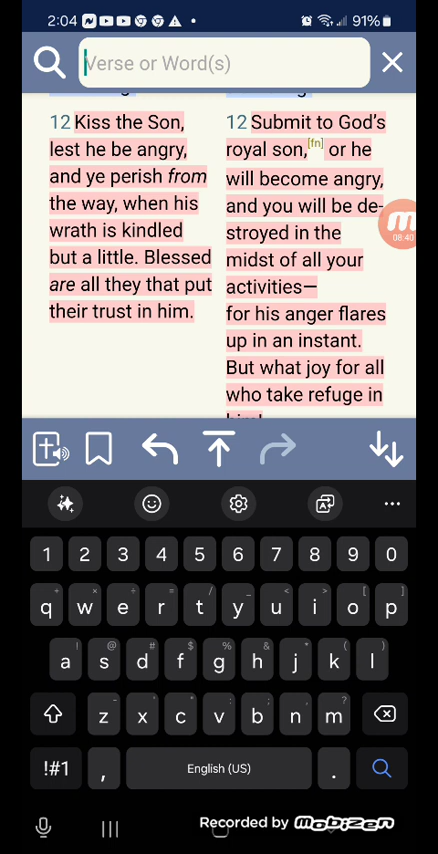 2:04 91%
Verse or Word(s)
12 Kiss the Son,
lest he be angry,
and ye perish from
the way, when his
wrath is kindled
but a little. Blessed
are all they that put
their trust in him.
12 Submit to God’s
royal son,[fn] or he
will become angry,
and you will be de-
stroyed in the
midst of all your
activities—
for his anger flares
up in an instant.
But what joy for all
who take refuge in
him!
08:40
1 2 3 4 5 6 7 8 9 0
q w e r t y u i o p
a s d f g h j k l
z x c v b n m
!#1 , English (US) .
Recorded by MOBIZEN